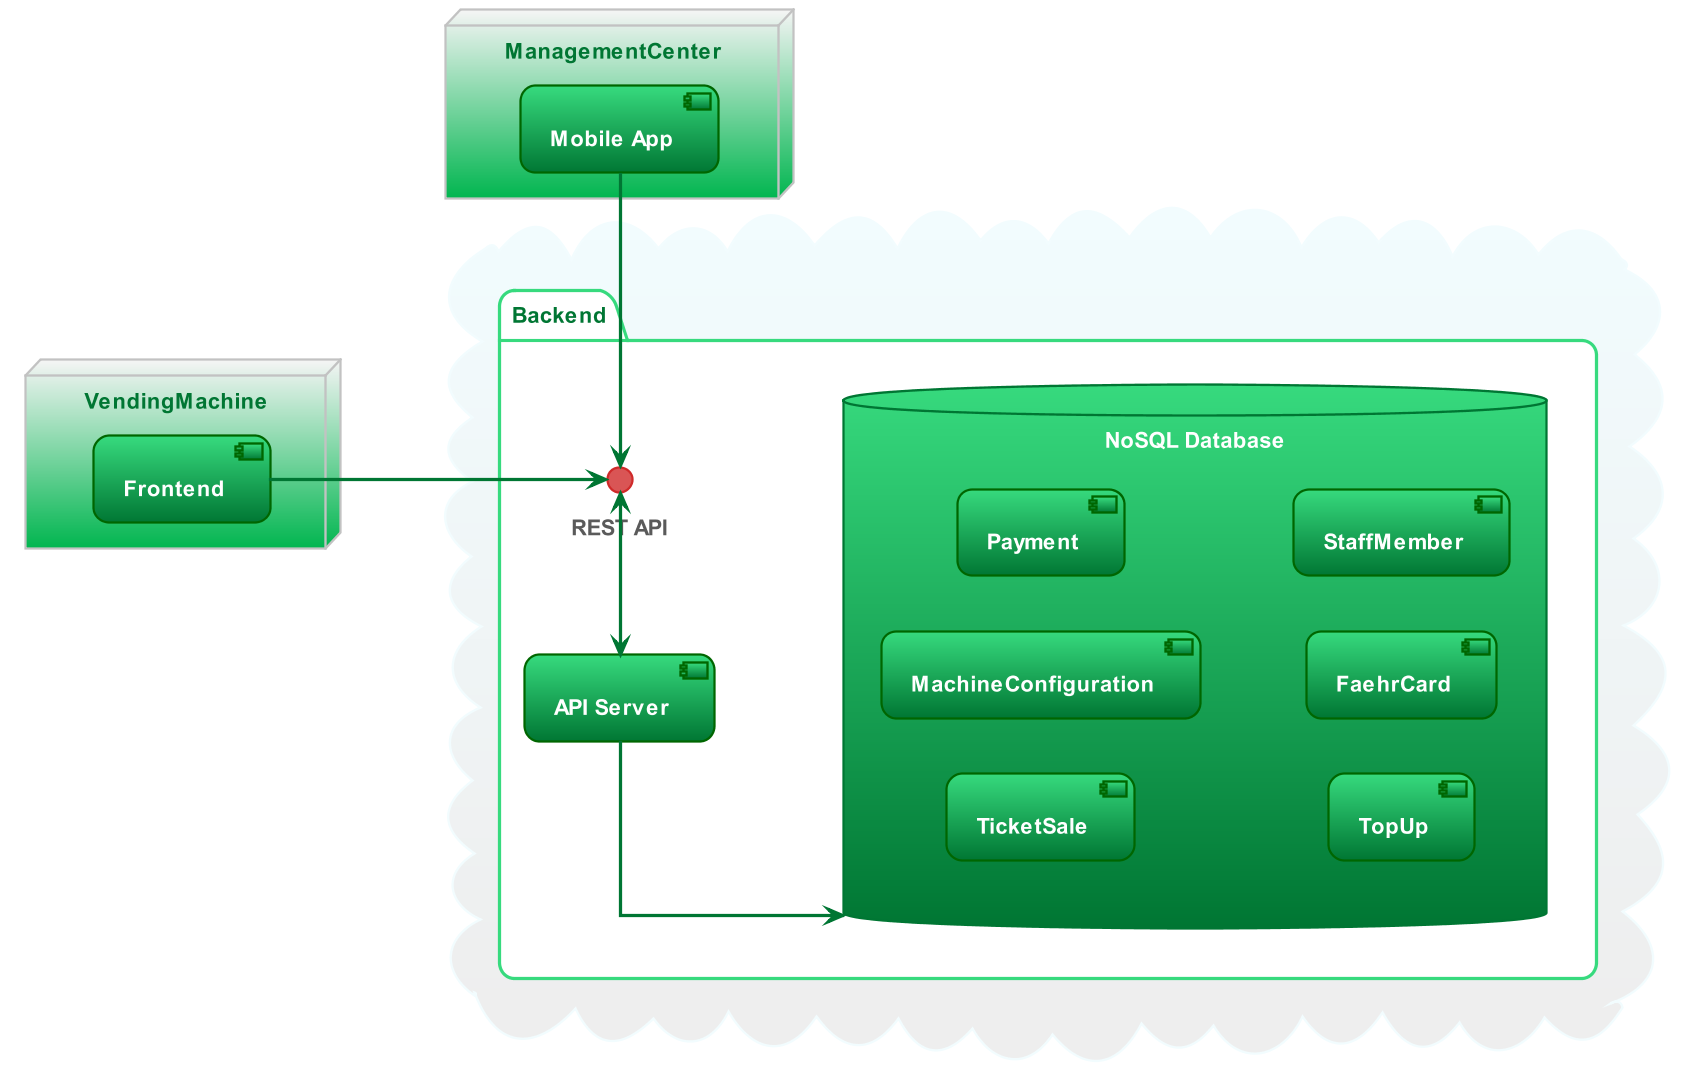 ManagementCenter
Mobile App
Backend
VendingMachine
Frontend
REST API
API Server
NoSQL Database
Payment
StaffMember
MachineConfiguration
FaehrCard
TicketSale
TopUp